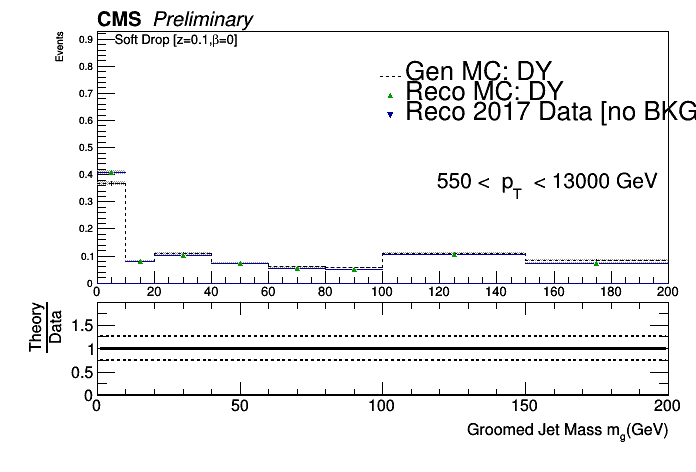 CMS Preliminary
Events
Soft Drop [z=0.1,β=0]
Gen MC: DY
Reco MC: DY
Reco 2017 Data [no BKG
550 < pT < 13000 GeV
0.9
0.8
0.7
0.6
0.5
0.4
0.3
0.2
0.1
0
0 20 40 60 80 100 120 140 160 180 200
Theory
Data
1.5
1
0.5
0
0 50 100 150 200
Groomed Jet Mass mg(GeV)